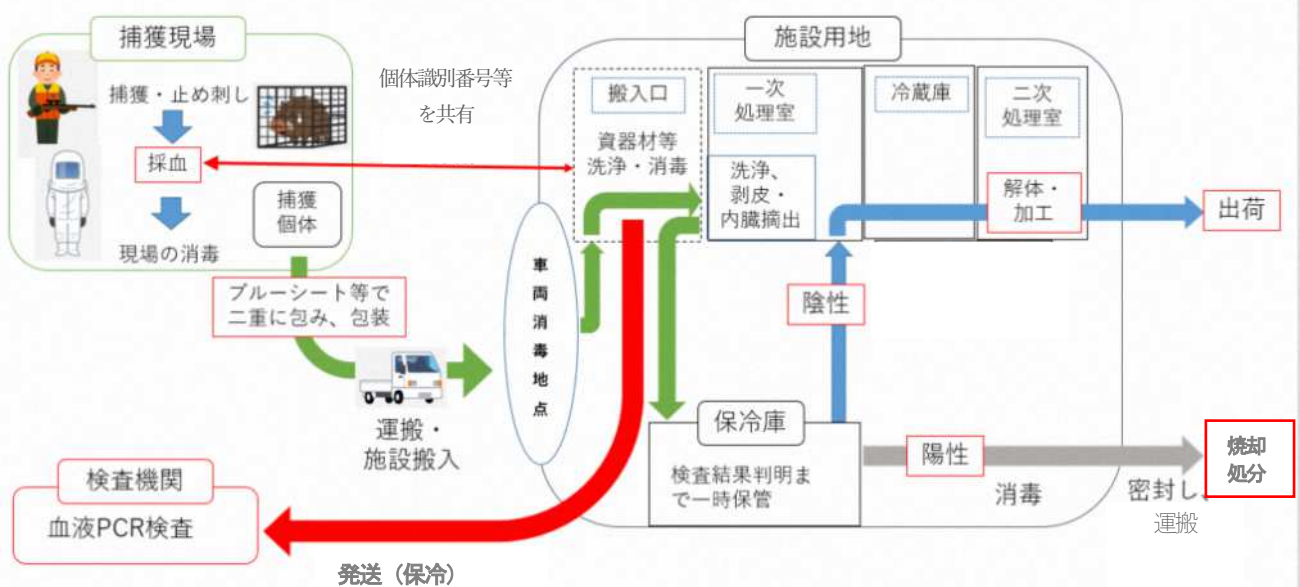 捕獲現場
捕獲・止め刺し
採血
現場の消毒
捕獲
個体
ブルーシート等で
二重に包み、包装
運搬・
施設搬入
個体識別番号等
を共有
車両消毒地点
施設用地
搬入口
資器材等
洗浄・消毒
一次
処理室
洗浄、
剥皮・
内臓摘出
冷蔵庫
二次
処理室
解体・
加工
出荷
陰性
保冷庫
検査結果判明ま
で一時保管
陽性
消毒
密封し、
運搬
焼却
処分
検査機関
血液PCR検査
発送（保冷）